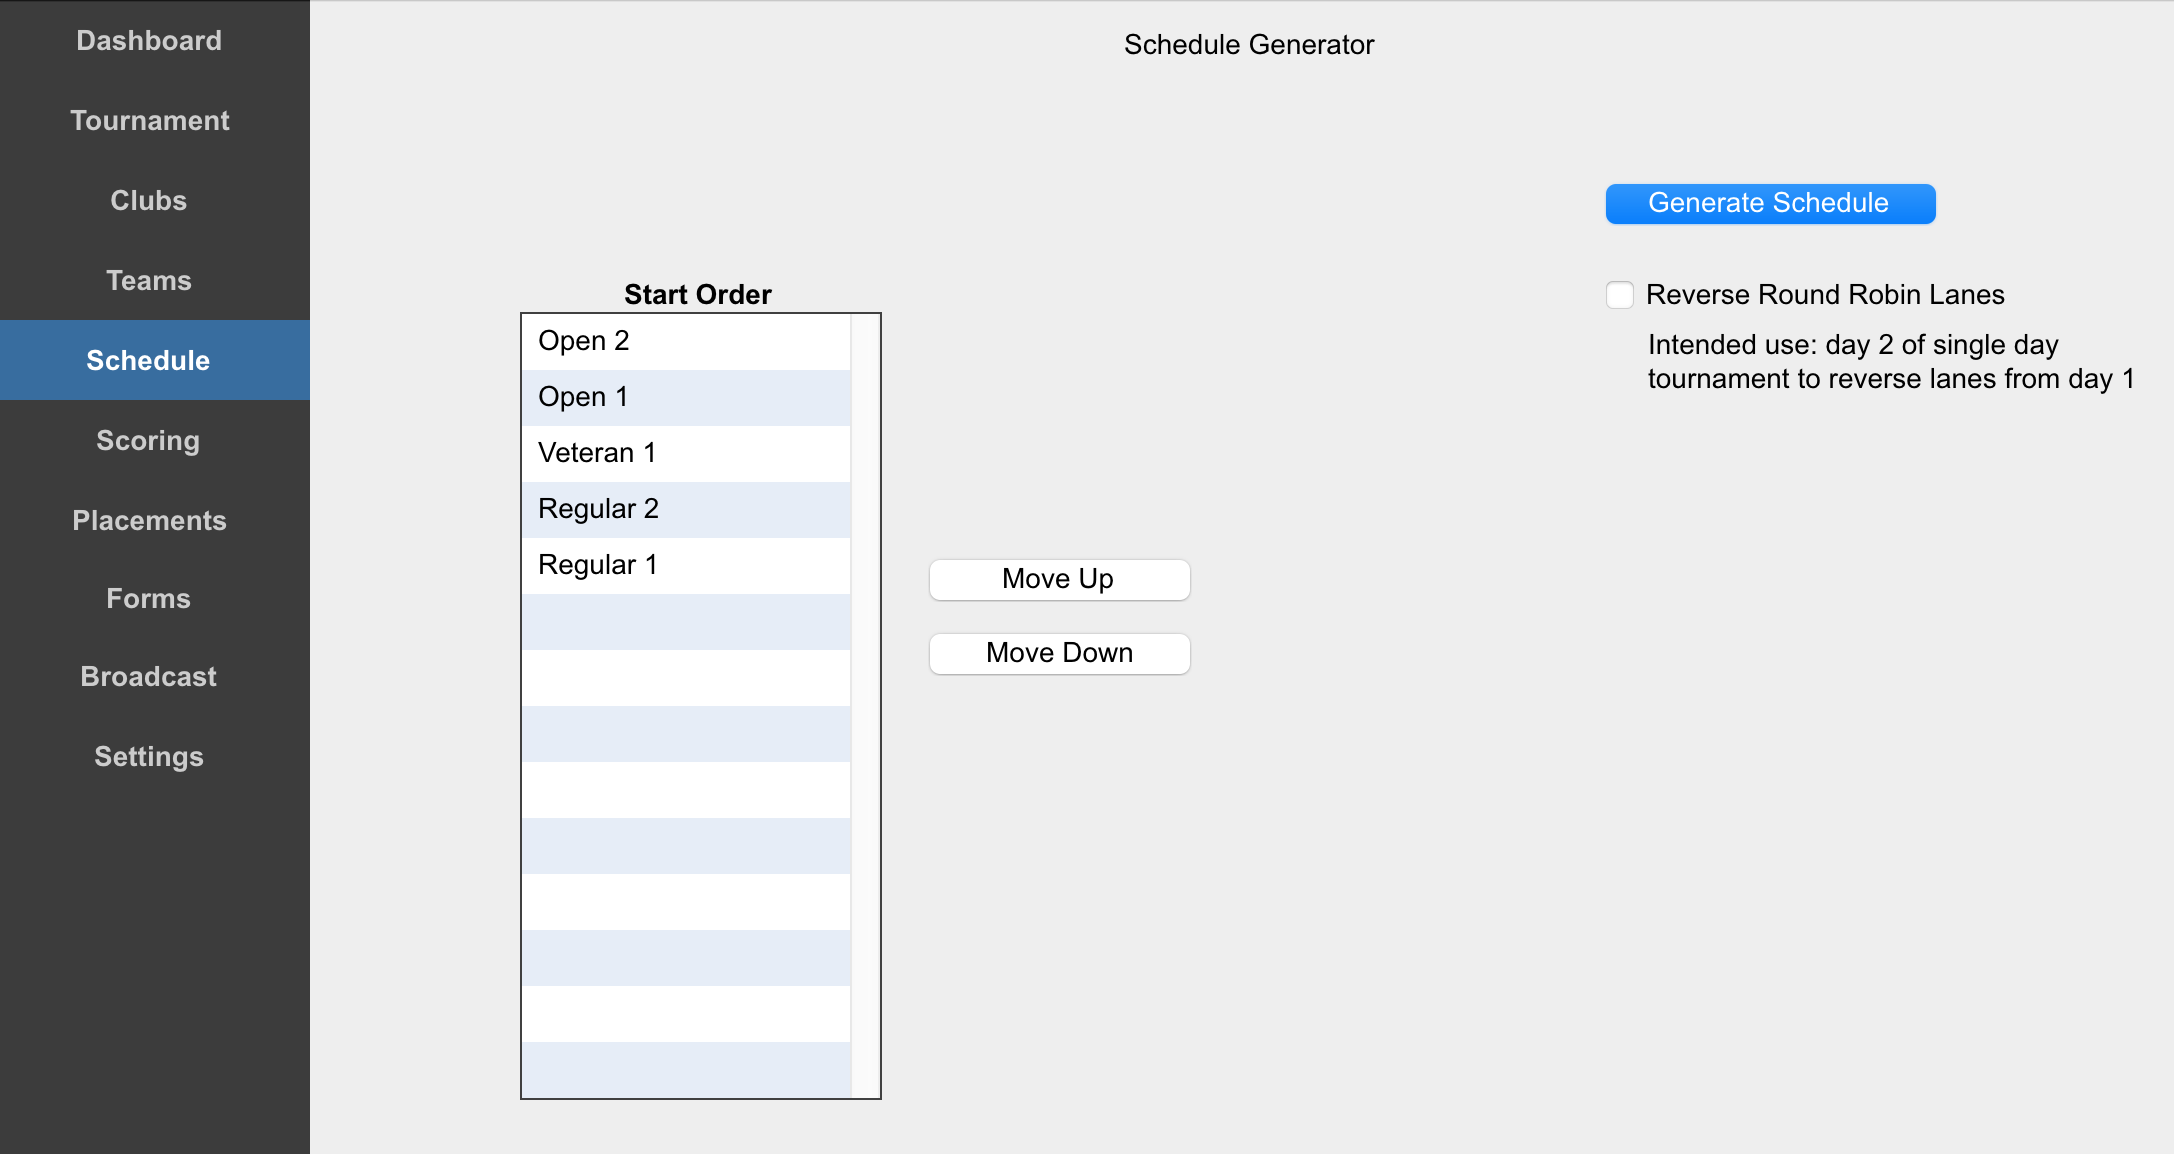 Dashboard
Tournament
Clubs
Teams
Schedule
Scoring
Placements
Forms
Broadcast
Settings
Schedule Generator
Start Order
Open 2
Open 1
Veteran 1
Regular 2
Regular 1
Move Up
Move Down
Generate Schedule
Reverse Round Robin Lanes
Intended use: day 2 of single day
tournament to reverse lanes from day 1